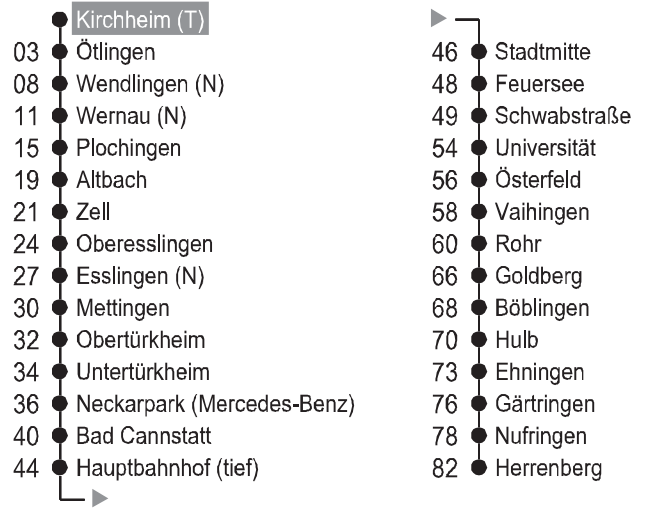 Kirchheim (T)
03 Ötlingen
08 Wendlingen (N)
11 Wernau (N)
15 Plochingen
19 Altbach
21 Zell
24 Oberesslingen
27 Esslingen (N)
30 Mettingen
32 Obertürkheim
34 Untertürkheim
36 Neckarpark (Mercedes-Benz)
40 Bad Cannstatt
44 Hauptbahnhof (tief)
46 Stadtmitte
48 Feuersee
49 Schwabstraße
54 Universität
56 Österfeld
58 Vaihingen
60 Rohr
66 Goldberg
68 Böblingen
70 Hulb
73 Ehningen
76 Gärtringen
78 Nufringen
82 Herrenberg